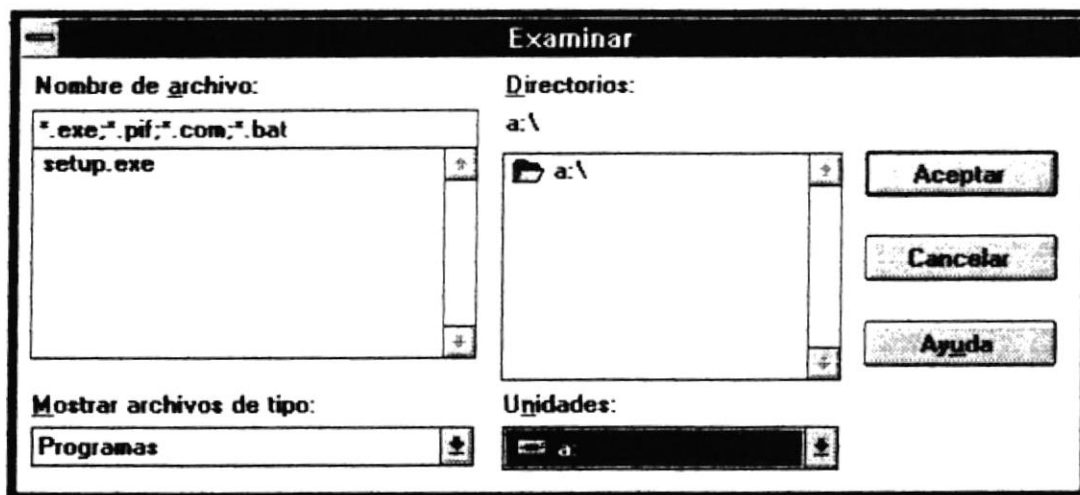 Examinar
Nombre de archivo:
*.exe;*.pif;*.com;*.bat
setup.exe
Mostrar archivos de tipo:
Programas
Directorios:
a:\
a:\
Unidades:
a:
Aceptar
Cancelar
Ayuda